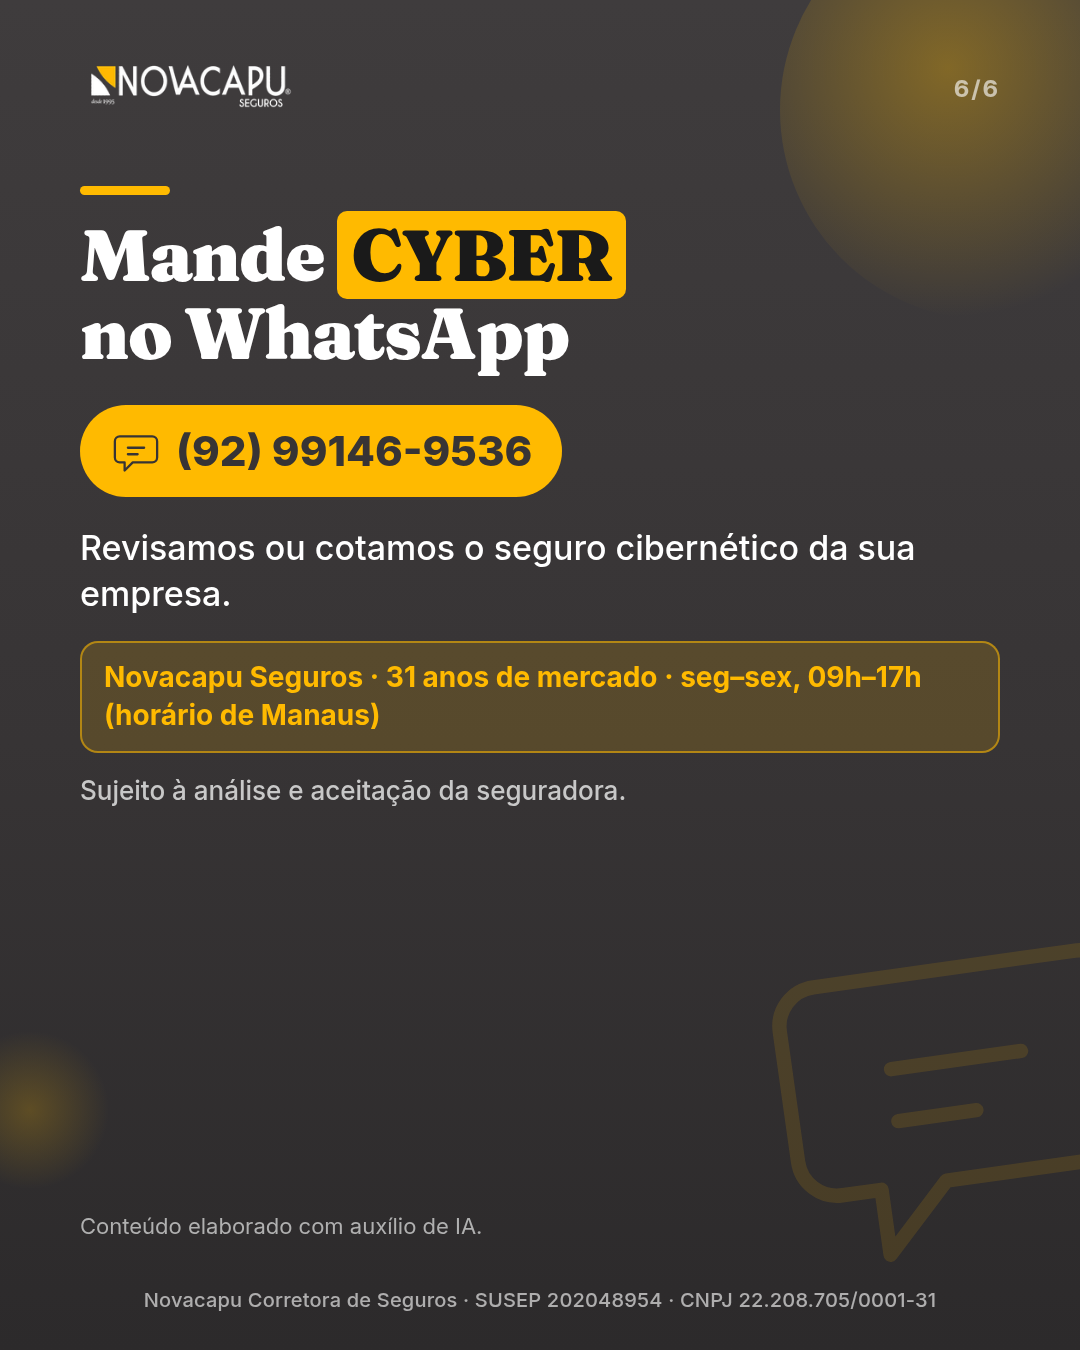 NOVACAPU®
desde 1995
SEGUROS
6/6
Mande CYBER
no WhatsApp
(92) 99146-9536
Revisamos ou cotamos o seguro cibernético da sua
empresa.
Novacapu Seguros · 31 anos de mercado · seg–sex, 09h–17h
(horário de Manaus)
Sujeito à análise e aceitação da seguradora.
Conteúdo elaborado com auxílio de IA.
Novacapu Corretora de Seguros · SUSEP 202048954 · CNPJ 22.208.705/0001-31